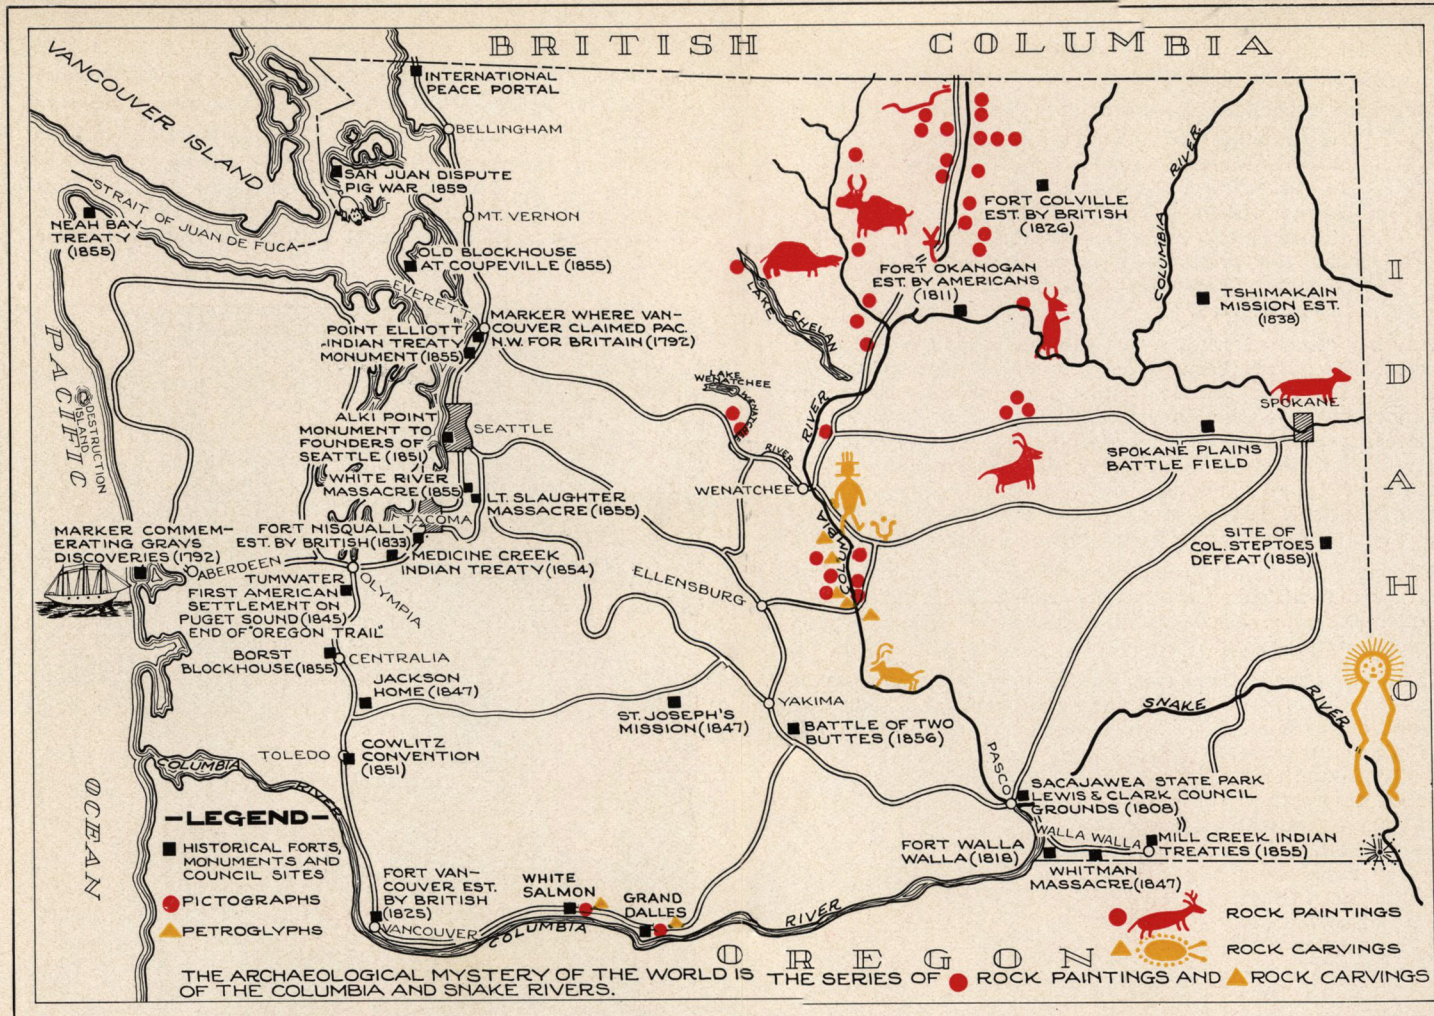 BRITISH COLUMBIA
VANCOUVER ISLAND
INTERNATIONAL
PEACE PORTAL
BELLINGHAM
SAN JUAN DISPUTE
PIG WAR 1859
STRAIT OF JUAN DE FUCA
NEAH BAY
TREATY
(1855)
MT. VERNON
OLD BLOCKHOUSE
AT COUPEVILLE (1855)
EVERETT
MARKER WHERE VAN-
COUVER CLAIMED PAC.
N.W. FOR BRITAIN (1792)
POINT ELLIOTT
INDIAN TREATY
MONUMENT (1855)
PACIFIC
DESTRUCTION
ISLAND
ALKI POINT
MONUMENT TO
FOUNDERS OF
SEATTLE (1851)
SEATTLE
WHITE RIVER
MASSACRE (1855)
LT. SLAUGHTER
MASSACRE (1855)
TACOMA
MARKER COMMEM-
ERATING GRAYS
DISCOVERIES (1792)
FORT NISQUALLY
EST. BY BRITISH (1833)
MEDICINE CREEK
INDIAN TREATY (1854)
ABERDEEN
OLYMPIA
TUMWATER
FIRST AMERICAN
SETTLEMENT ON
PUGET SOUND (1845)
END OF "OREGON TRAIL"
BORST
BLOCKHOUSE (1855)
CENTRALIA
JACKSON
HOME (1847)
TOLEDO
COWLITZ
CONVENTION
(1851)
COLUMBIA
RIVER
OCEAN
FORT COLVILLE
EST. BY BRITISH
(1826)
COLUMBIA RIVER
FORT OKANOGAN
EST. BY AMERICANS
(1811)
LAKE CHELAN
TSHIMAKAIN
MISSION EST.
(1838)
LAKE
WENATCHEE
WENATCHEE
RIVER
RIVER
COLUMBIA
SPOKANE
SPOKANE PLAINS
BATTLE FIELD
WENATCHEE
SITE OF
COL. STEPTOES
DEFEAT (1858)
IDAHO
ELLENSBURG
YAKIMA
ST. JOSEPH'S
MISSION (1847)
BATTLE OF TWO
BUTTES (1856)
SNAKE RIVER
PASCO
SACAJAWEA STATE PARK
LEWIS & CLARK COUNCIL
GROUNDS (1808)
FORT WALLA
WALLA (1818)
WALLA WALLA
MILL CREEK INDIAN
TREATIES (1855)
WHITMAN
MASSACRE (1847)
-LEGEND-
HISTORICAL FORTS,
MONUMENTS AND
COUNCIL SITES
PICTOGRAPHS
PETROGLYPHS
FORT VAN-
COUVER EST.
BY BRITISH
(1825)
VANCOUVER
WHITE
SALMON
GRAND
DALLES
COLUMBIA
RIVER
OREGON
ROCK PAINTINGS
ROCK CARVINGS
THE ARCHAEOLOGICAL MYSTERY OF THE WORLD IS THE SERIES OF ROCK PAINTINGS AND ROCK CARVINGS
OF THE COLUMBIA AND SNAKE RIVERS.